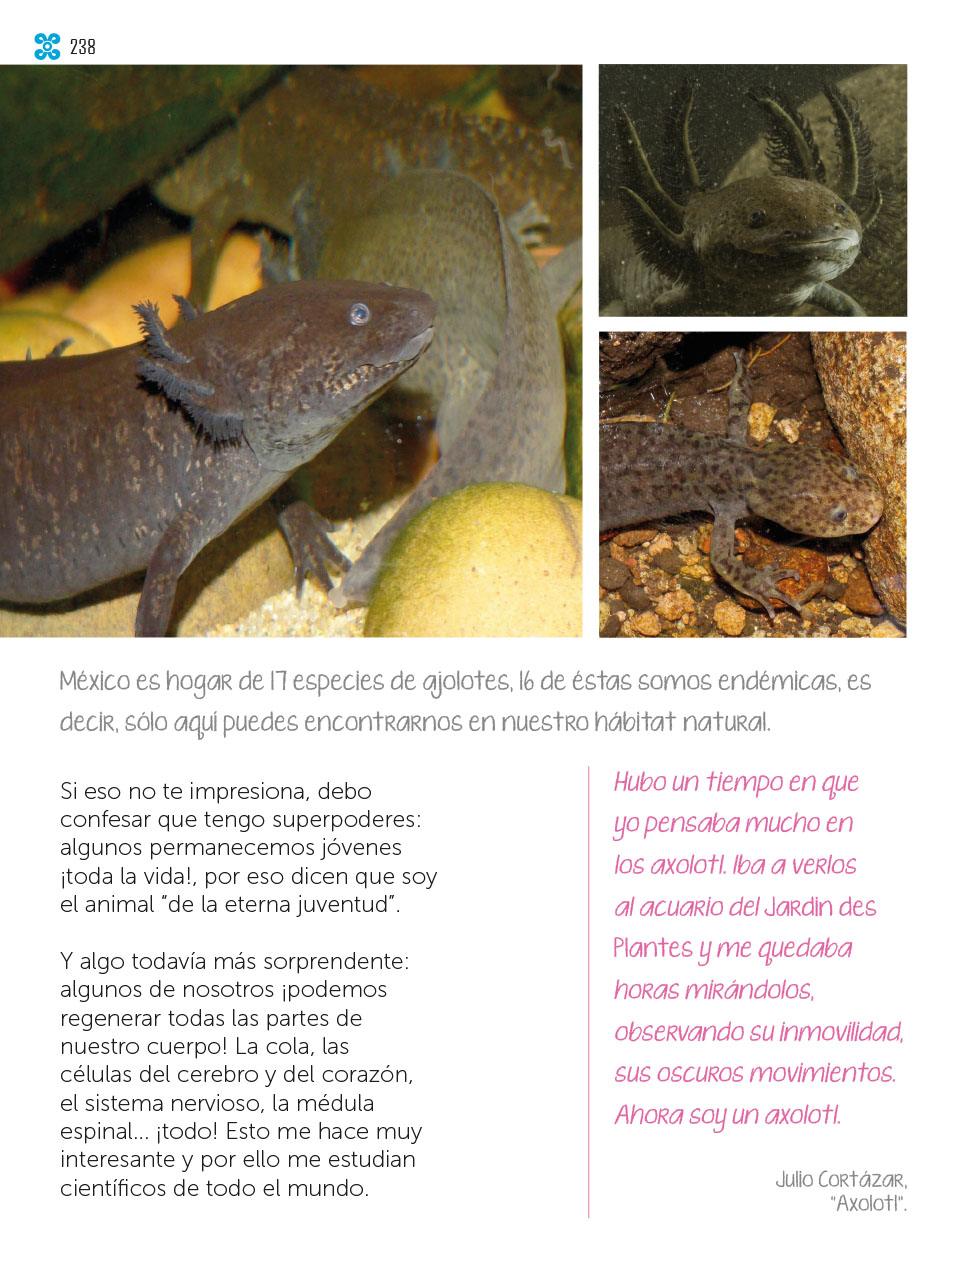 238
México es hogar de 17 especies de ajolotes, 16 de éstas somos endémicas, es
decir, sólo aquí puedes encontrarnos en nuestro hábitat natural.
Si eso no te impresiona, debo
confesar que tengo superpoderes:
algunos permanecemos jóvenes
¡toda la vida!, por eso dicen que soy
el animal “de la eterna juventud”.
Y algo todavía más sorprendente:
algunos de nosotros ¡podemos
regenerar todas las partes de
nuestro cuerpo! La cola, las
células del cerebro y del corazón,
el sistema nervioso, la médula
espinal... ¡todo! Esto me hace muy
interesante y por ello me estudian
científicos de todo el mundo.
Hubo un tiempo en que
yo pensaba mucho en
los axolotl. Iba a verlos
al acuario del Jardin des
Plantes y me quedaba
horas mirándolos,
observando su inmovilidad,
sus oscuros movimientos.
Ahora soy un axolotl.
Julio Cortázar,
"Axolotl".